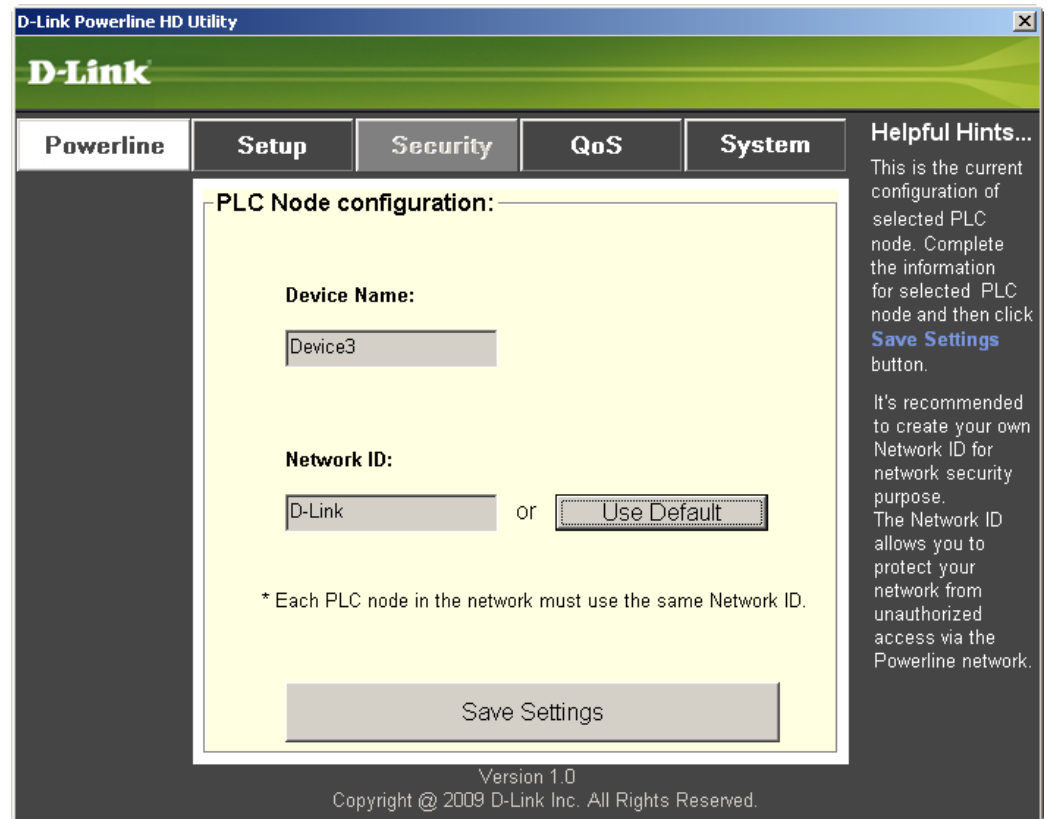 D-Link Powerline HD Utility
D-Link
Powerline
Setup
Security
QoS
System
PLC Node configuration:
Device Name:
Device3
Network ID:
D-Link
or
Use Default
* Each PLC node in the network must use the same Network ID.
Save Settings
Helpful Hints...
This is the current
configuration of
selected PLC
node. Complete
the information
for selected PLC
node and then click
Save Settings
button.
It's recommended
to create your own
Network ID for
network security
purpose.
The Network ID
allows you to
protect your
network from
unauthorized
access via the
Powerline network.
Version 1.0
Copyright @ 2009 D-Link Inc. All Rights Reserved.